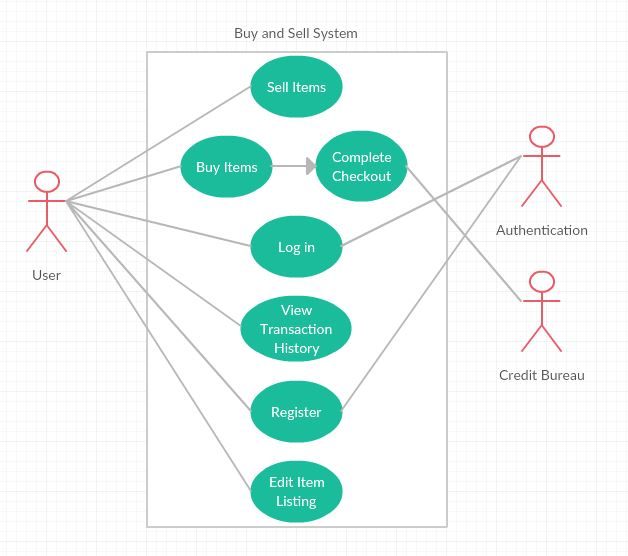 Buy and Sell System
Sell Items
Buy Items
Complete
Checkout
Log in
View
Transaction
History
Register
Edit Item
Listing
User
Authentication
Credit Bureau